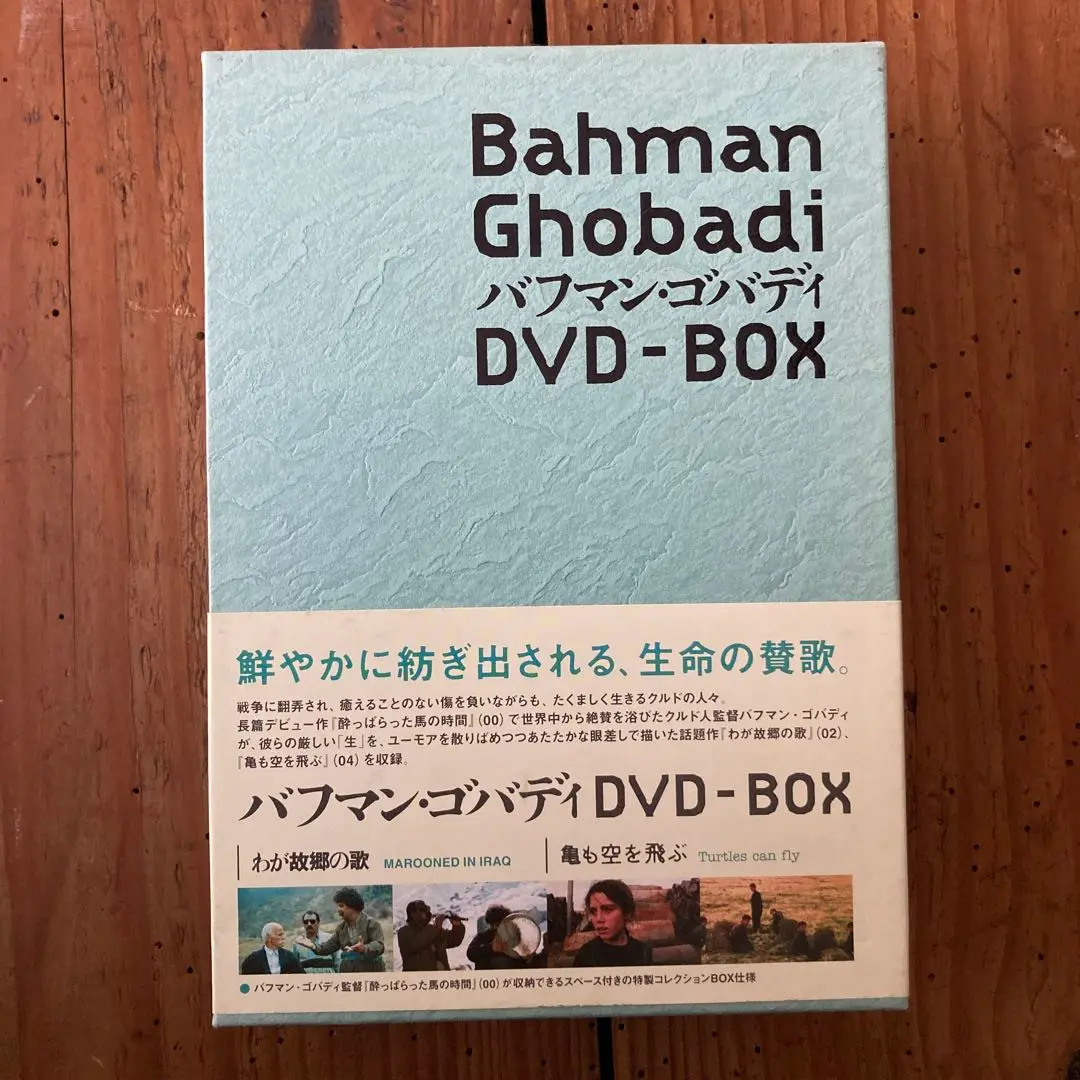 Bahman
Ghobadi
バフマン・ゴバディ
DVD-BOX
鮮やかに紡ぎ出される、生命の賛歌。
戦争に翻弄され、癒えることのない傷を負いながらも、たくましく生きるクルドの人々。
長篇デビュー作『酔っぱらった馬の時間』(00)で世界中から絶賛を浴びたクルド人監督バフマン・ゴバディ
が、彼らの厳しい「生」を、ユーモアを散りばめつつあたたかな眼差しで描いた話題作『わが故郷の歌』(02)、
『亀も空を飛ぶ』(04)を収録。
バフマン・ゴバディ DVD-BOX
わが故郷の歌 MAROONED IN IRAQ
亀も空を飛ぶ Turtles can fly
● バフマン・ゴバディ監督『酔っぱらった馬の時間』(00)が収納できるスペース付きの特製コレクションBOX仕様